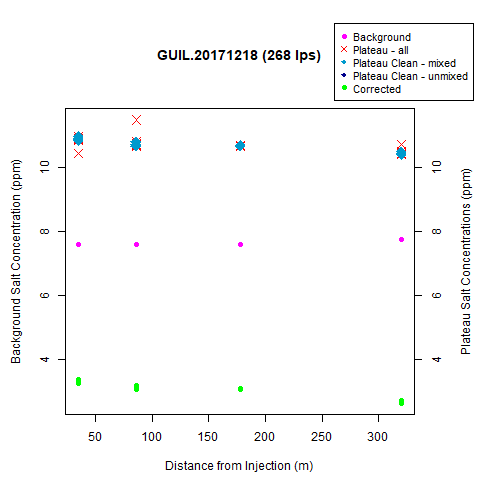 GUIL.20171218 (268 lps)
Background
Plateau - all
Plateau Clean - mixed
Plateau Clean - unmixed
Corrected
Background Salt Concentration (ppm)
10
8
6
4
10
8
6
4
Plateau Salt Concentrations (ppm)
50 100 150 200 250 300
Distance from Injection (m)